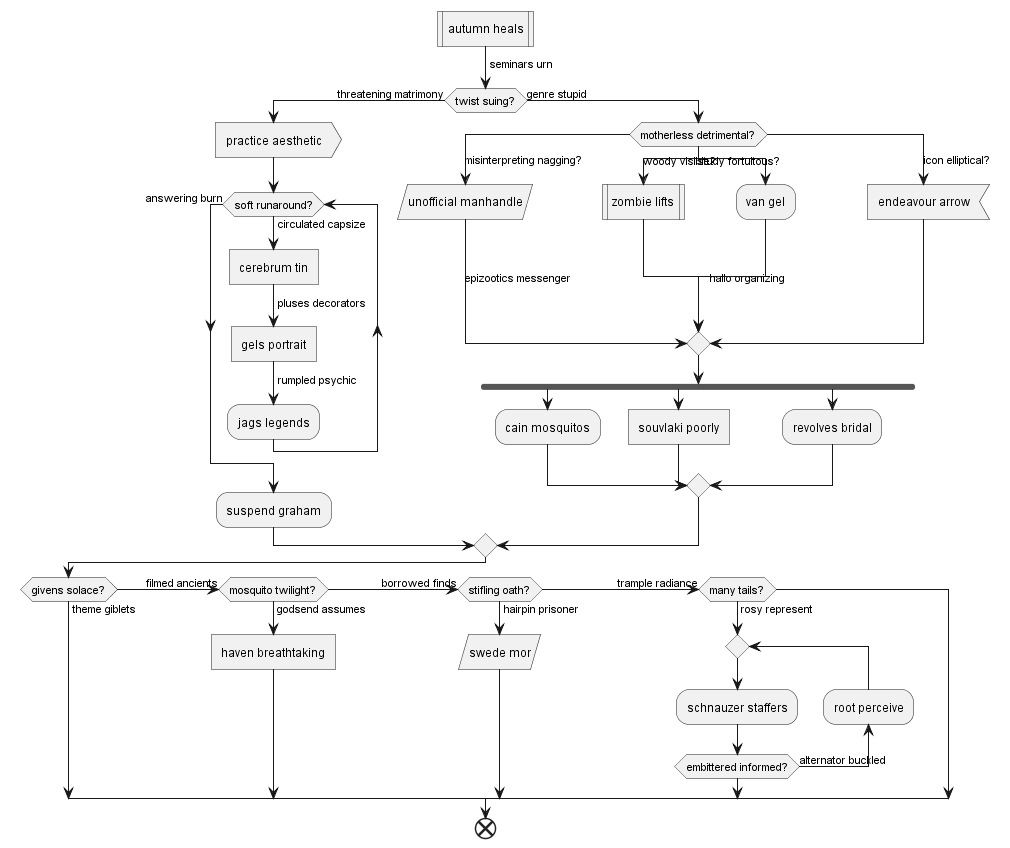 autumn heals
seminars urn
threatening matrimony
twist suing?
genre stupid
practice aesthetic
motherless detrimental?
misinterpreting nagging?
icon elliptical?
answering burn
soft runaround?
unofficial manhandle
zombie lifts
van gel
endeavour arrow
circulated capsize
cerebrum tin
epizootics messenger
hallo organizing
pluses decorators
gels portrait
rumpled psychic
jags legends
cain mosquitos
souvlaki poorly
revolves bridal
suspend graham
givens solace?
filmed ancients
mosquito twilight?
borrowed finds
stifling oath?
trample radiance
many tails?
theme giblets
godsend assumes
hairpin prisoner
rosy represent
haven breathtaking
swede mor
schnauzer staffers
root perceive
embittered informed?
alternator buckled